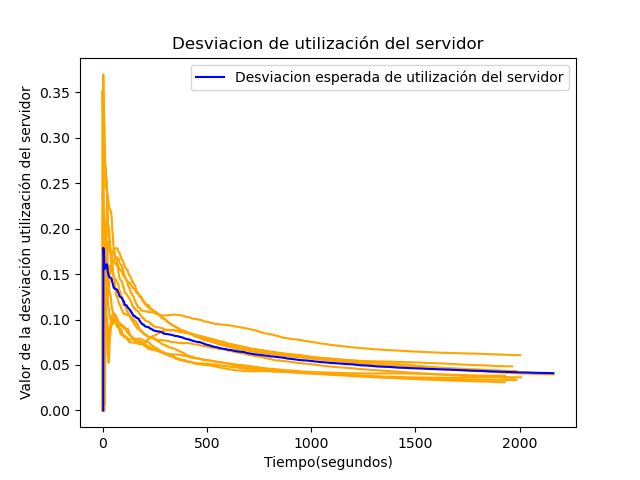 Desviacion de utilización del servidor
Desviacion esperada de utilización del servidor
Valor de la desviación utilización del servidor
0.35
0.30
0.25
0.20
0.15
0.10
0.05
0.00
0 500 1000 1500 2000
Tiempo(segundos)